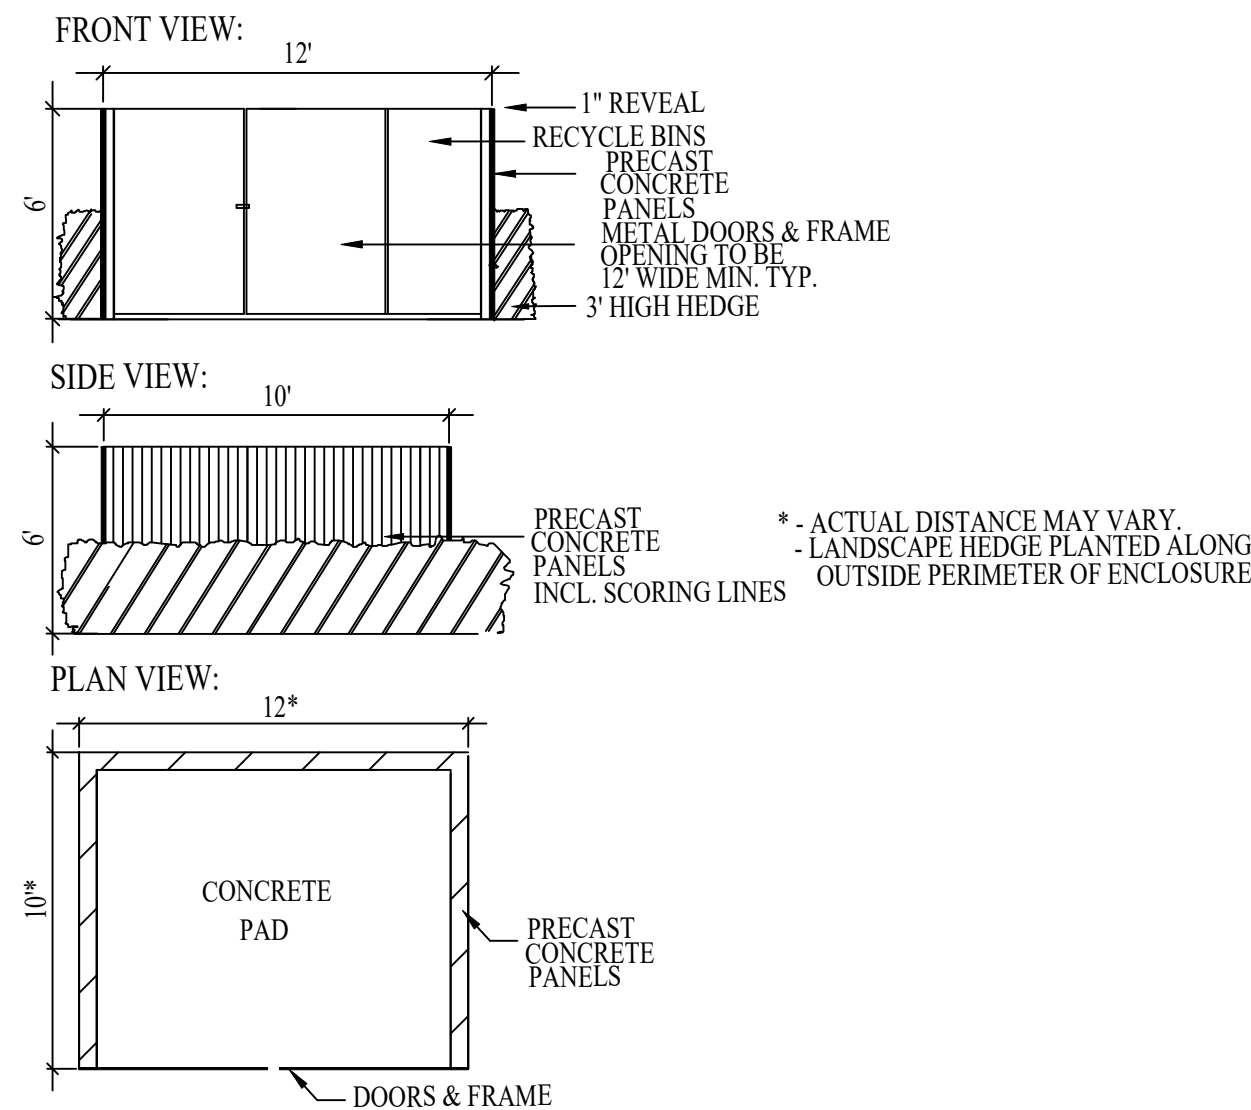 FRONT VIEW:
12'
6'
1" REVEAL
RECYCLE BINS
PRECAST
CONCRETE
PANELS
METAL DOORS & FRAME
OPENING TO BE
12' WIDE MIN. TYP.
3' HIGH HEDGE
SIDE VIEW:
10'
6'
PRECAST
CONCRETE
PANELS
INCL. SCORING LINES
* - ACTUAL DISTANCE MAY VARY.
- LANDSCAPE HEDGE PLANTED ALONG
OUTSIDE PERIMETER OF ENCLOSURE
PLAN VIEW:
12*
10'*
CONCRETE
PAD
PRECAST
CONCRETE
PANELS
DOORS & FRAME